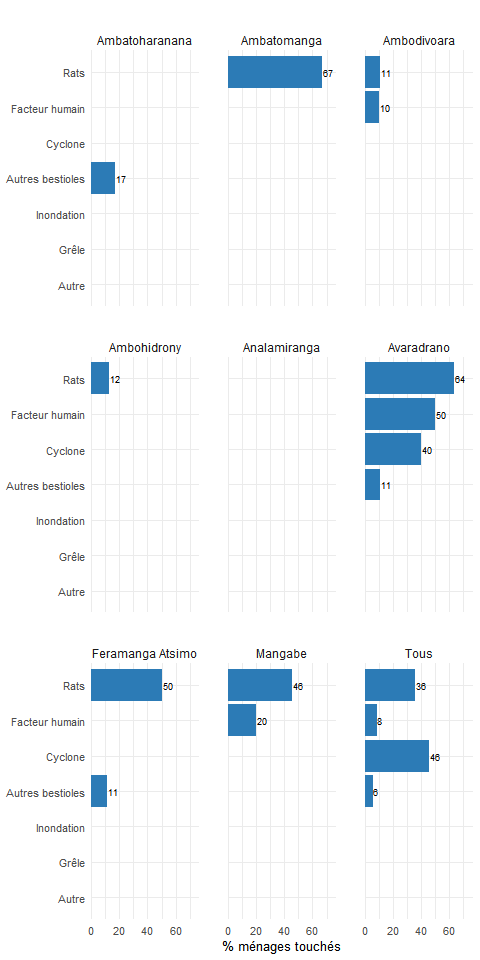 Ambatoharanana Ambatomanga Ambodivoara
Rats 67 11
Facteur humain 10
Cyclone
Autres bestioles 17
Inondation
Grêle
Autre
Ambohidrony Analamiranga Avaradrano
Rats 12 64
Facteur humain 50
Cyclone 40
Autres bestioles 11
Inondation
Grêle
Autre
Feramanga Atsimo Mangabe Tous
Rats 50 46 36
Facteur humain 20 8
Cyclone 46
Autres bestioles 11 6
Inondation
Grêle
Autre
0 20 40 60 0 20 40 60 0 20 40 60
% ménages touchés